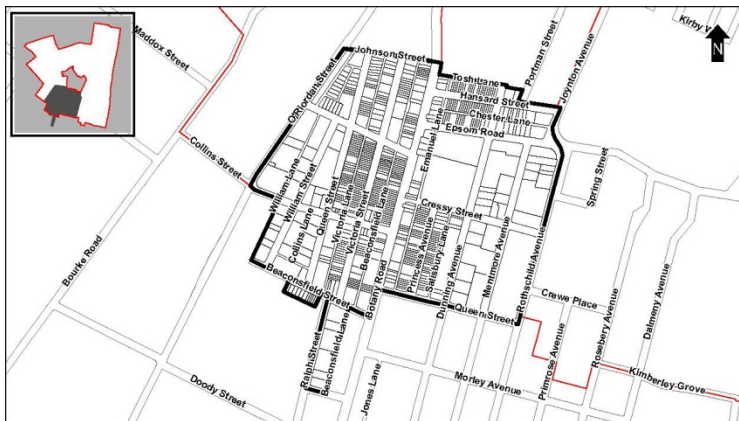 Maddox Street
Kirby W
N
Portman Street
Joynton Avenue
Johnson Street
Tosh Lane
O'Riordan Street
Hansard Street
Chester Lane
Epsom Road
Emanuel Lane
Collins Street
William Lane
William Street
Queen Street
Victoria Lane
Victoria Street
Beaconsfield Lane
Collins Lane
Spring Street
Cressy Street
Princess Avenue
Salisbury Lane
Dunning Avenue
Mentmore Avenue
Rothschild Avenue
Bourke Road
Botany Road
Beaconsfield Street
Queen Street
Crewe Place
Rosebery Avenue
Dalmeny Avenue
Primrose Avenue
Ralph Street
Beaconsfield Lane
Jones Lane
Morley Avenue
Kimberley Grove
Doody Street